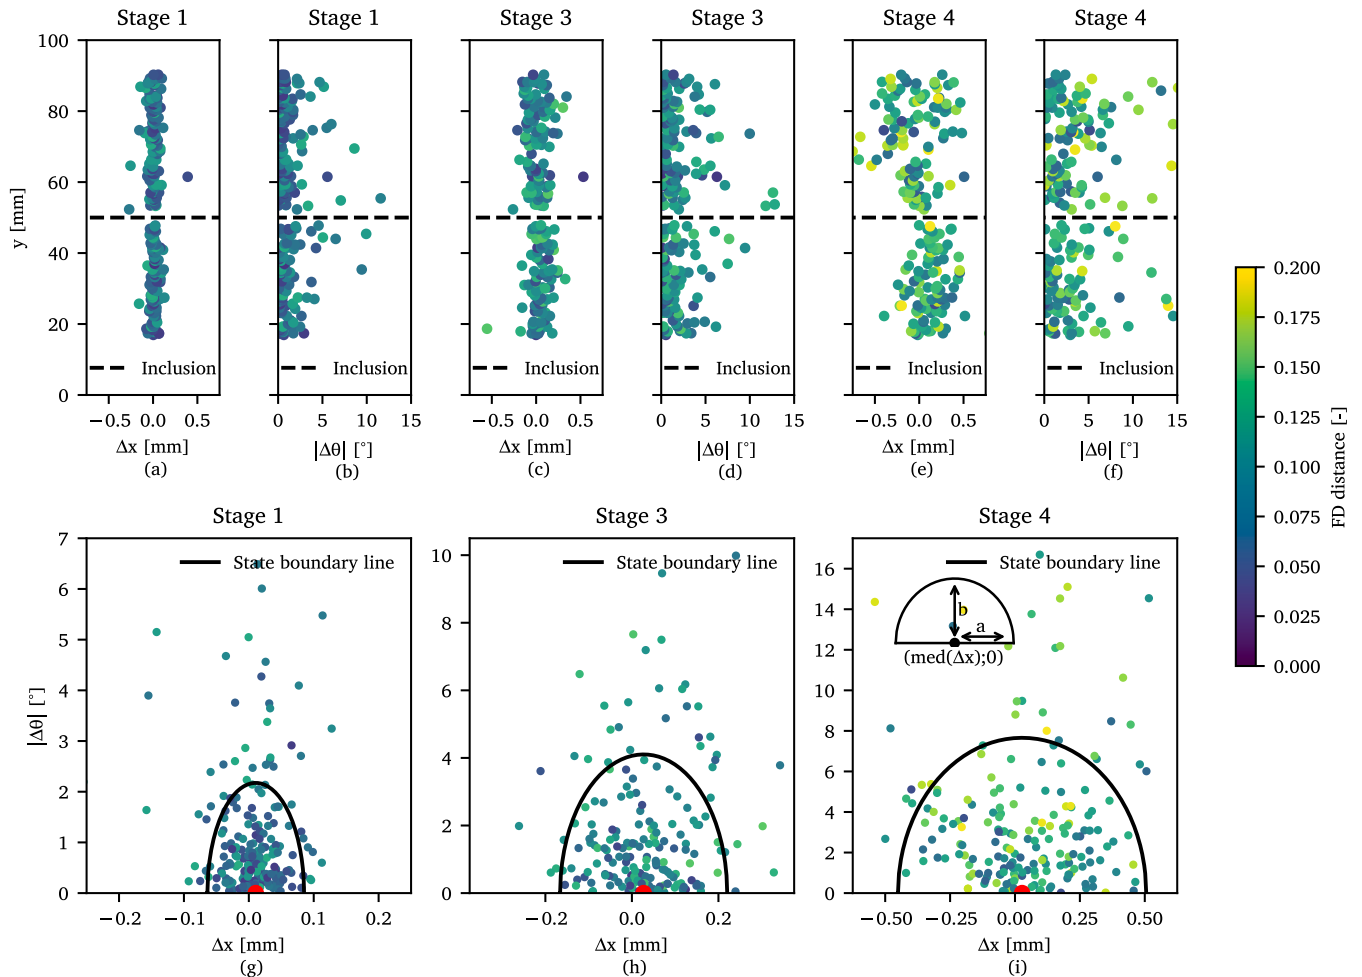 Stage 1
Stage 1
Stage 3
Stage 3
Stage 4
Stage 4
y [mm]
100
80
60
40
20
0
Inclusion
Inclusion
Inclusion
Inclusion
Inclusion
Inclusion
−0.5 0.0 0.5
0 5 10 15
−0.5 0.0 0.5
0 5 10 15
−0.5 0.0 0.5
0 5 10 15
Δx [mm]
|Δθ| [°]
Δx [mm]
|Δθ| [°]
Δx [mm]
|Δθ| [°]
(a)
(b)
(c)
(d)
(e)
(f)
0.200
0.175
0.150
0.125
0.100
0.075
0.050
0.025
0.000
FD distance [-]
Stage 1
Stage 3
Stage 4
|Δθ| [°]
7
6
5
4
3
2
1
0
State boundary line
−0.2 −0.1 0.0 0.1 0.2
Δx [mm]
(g)
10
8
6
4
2
0
State boundary line
−0.2 0.0 0.2
Δx [mm]
(h)
16
14
12
10
8
6
4
2
0
State boundary line
b
a
(med(Δx);0)
−0.50 −0.25 0.00 0.25 0.50
Δx [mm]
(i)